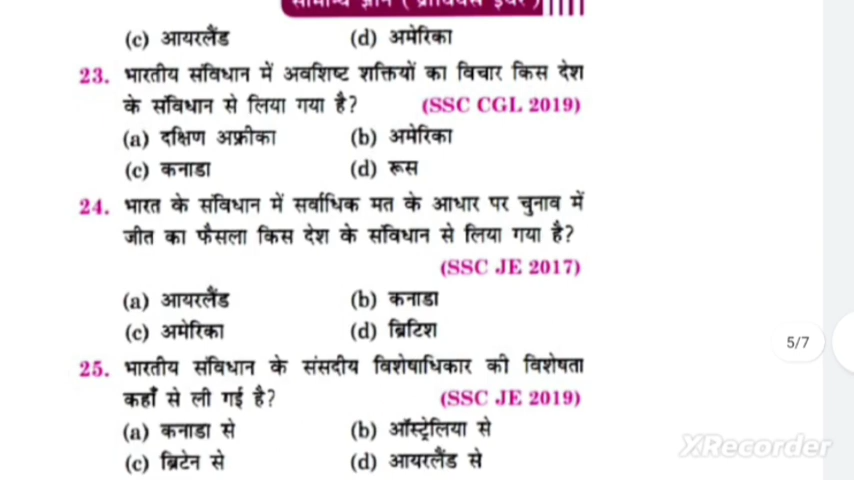 सामान्य ज्ञान ( प्रीवियस ईयर )
(c) आयरलैंड (d) अमेरिका
23. भारतीय संविधान में अवशिष्ट शक्तियों का विचार किस देश
के संविधान से लिया गया है? (SSC CGL 2019)
(a) दक्षिण अफ्रीका (b) अमेरिका
(c) कनाडा (d) रूस
24. भारत के संविधान में सर्वाधिक मत के आधार पर चुनाव में
जीत का फैसला किस देश के संविधान से लिया गया है?
(SSC JE 2017)
(a) आयरलैंड (b) कनाडा
(c) अमेरिका (d) ब्रिटिश
5/7
25. भारतीय संविधान के संसदीय विशेषाधिकार की विशेषता
कहाँ से ली गई है? (SSC JE 2019)
(a) कनाडा से (b) ऑस्ट्रेलिया से
XRecorder
(c) ब्रिटेन से (d) आयरलैंड से